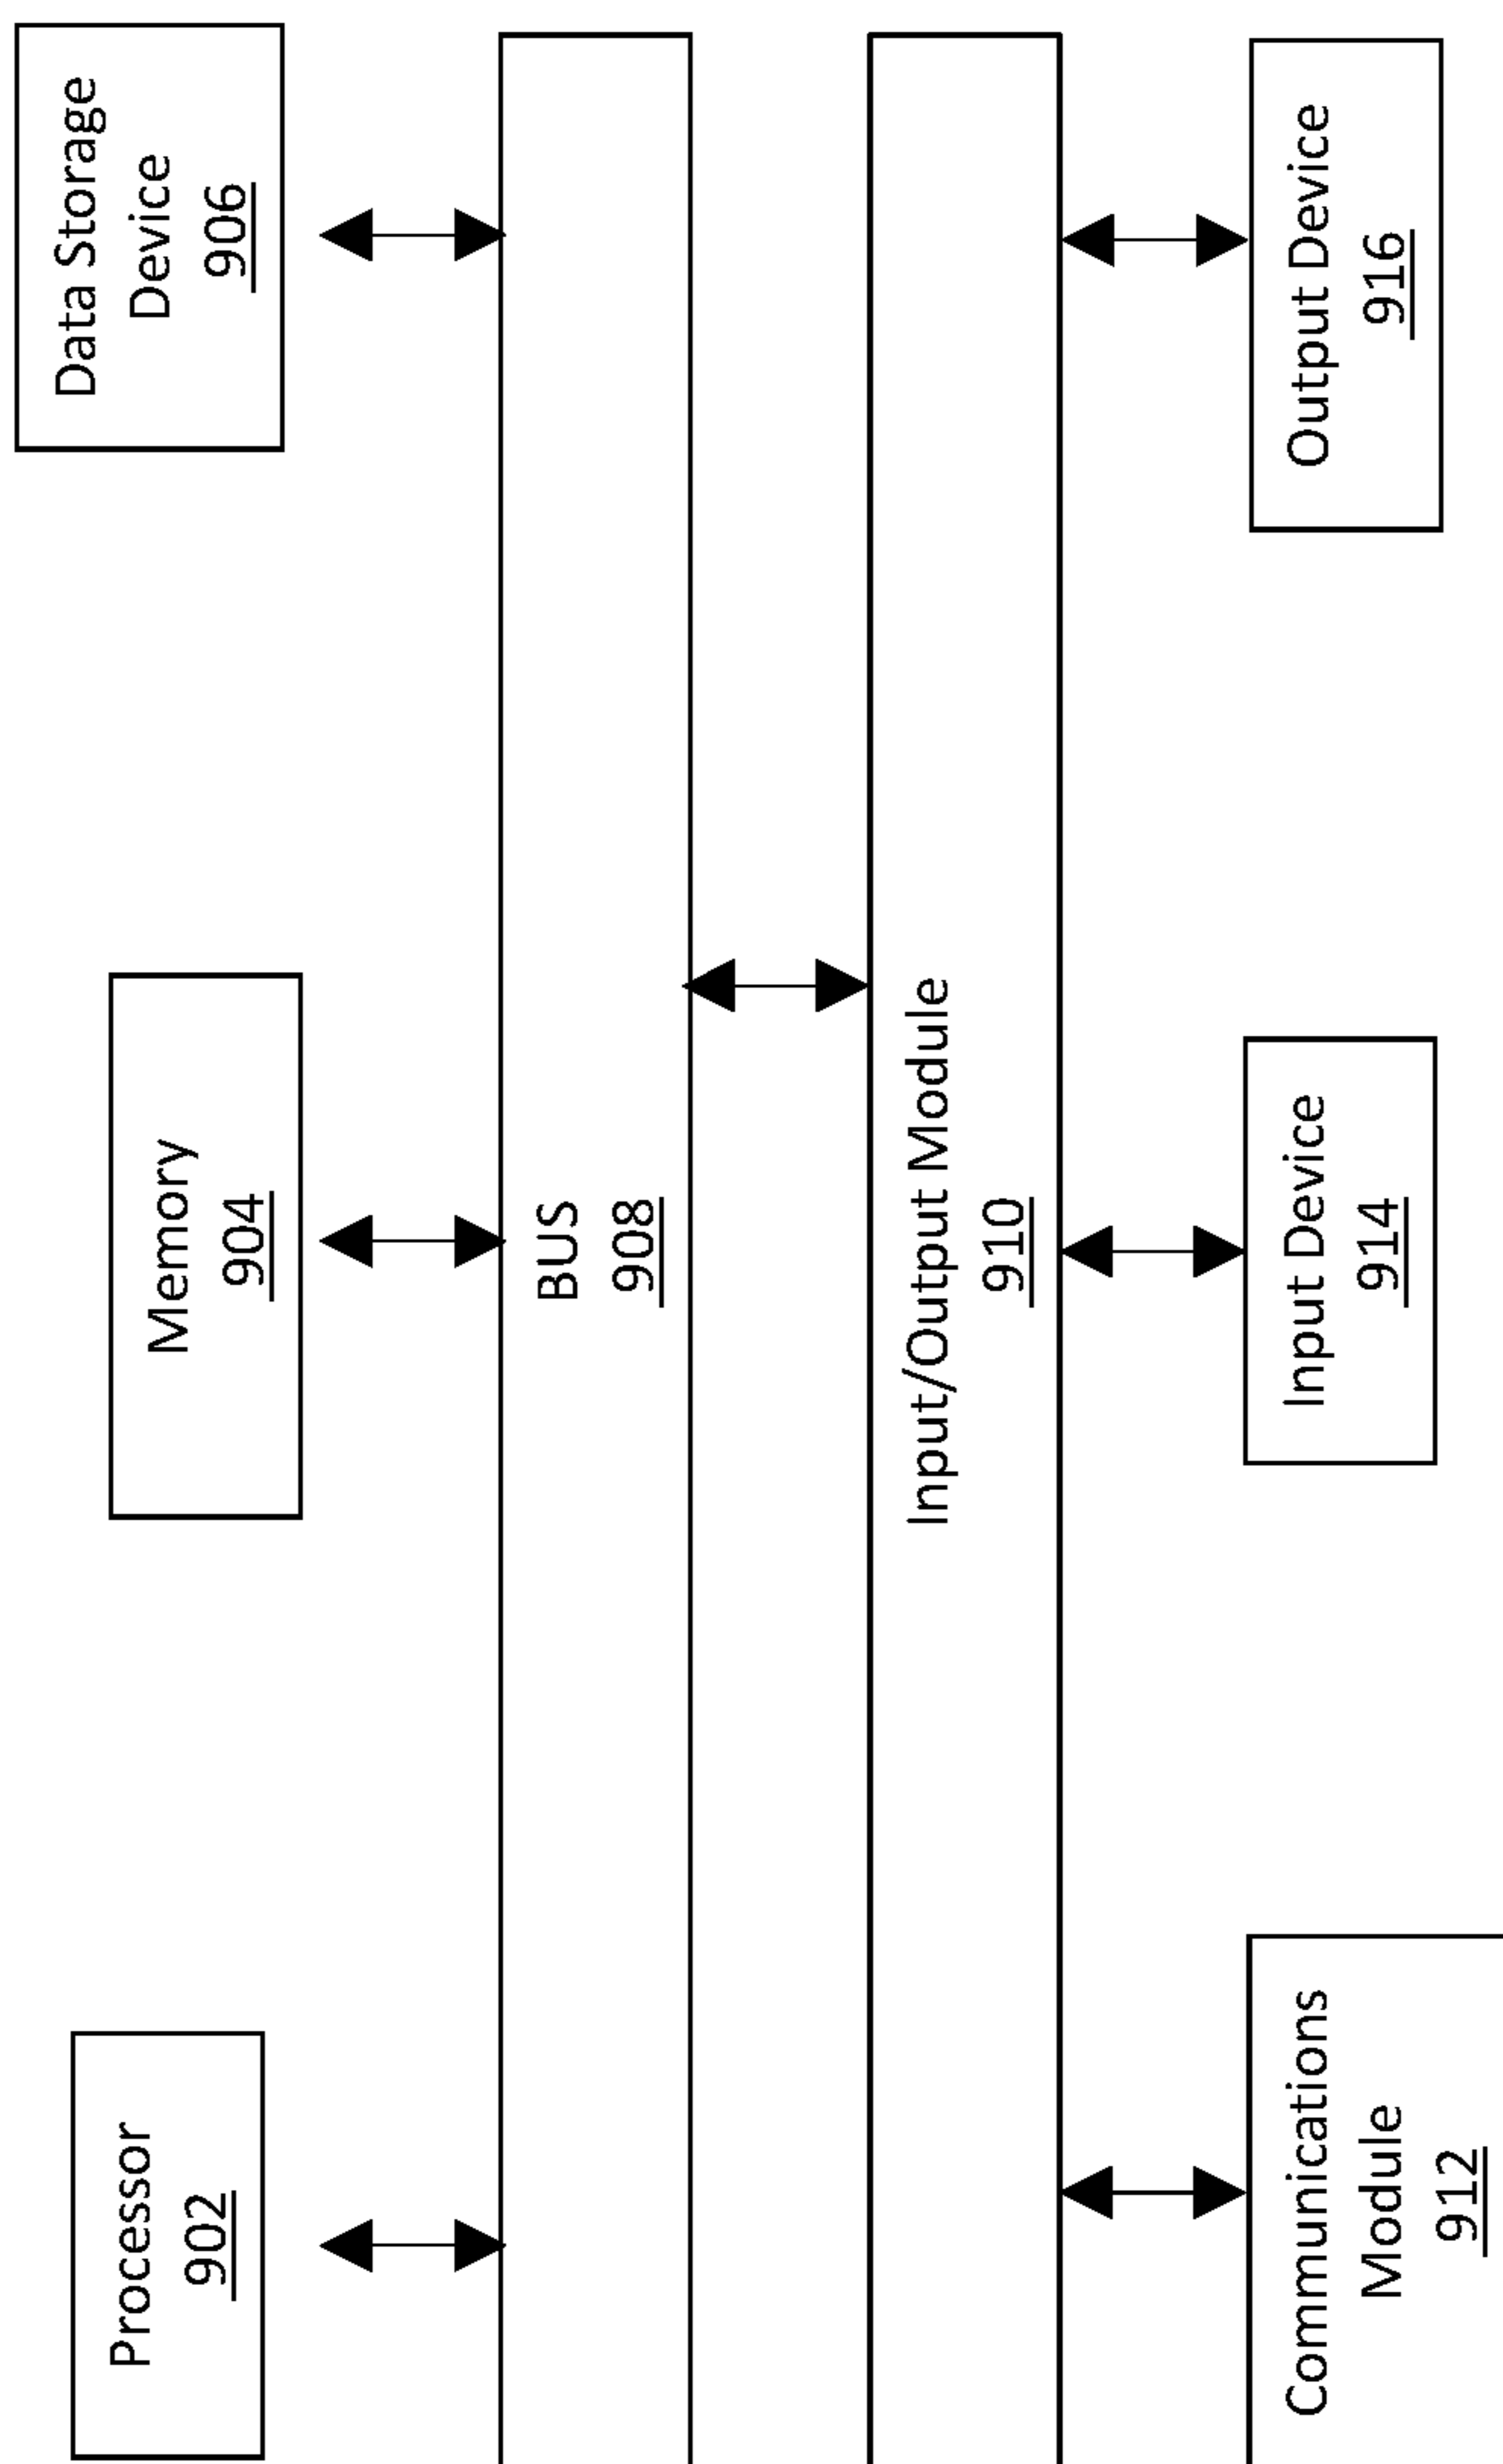 Processor
902
Memory
904
Data Storage
Device
906
BUS
908
Input/Output Module
910
Communications
Module
912
Input Device
914
Output Device
916